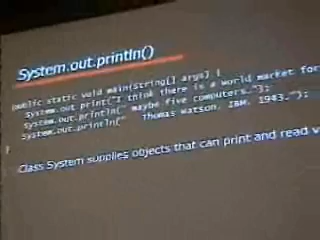 System.out.println()
public static void main(String[] args) {
System.out.print("I think there is a world market for
System.out.println(" maybe five computers.");
System.out.println(" Thomas Watson, IBM, 1943.");
}
Class System supplies objects that can print and read v